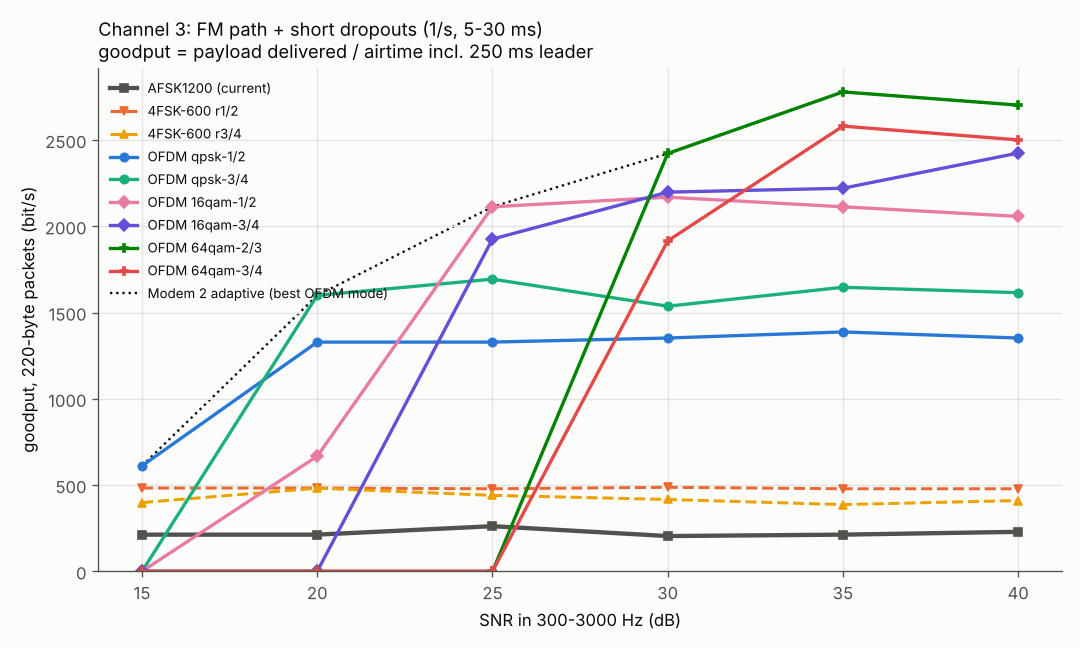 Channel 3: FM path + short dropouts (1/s, 5-30 ms)
goodput = payload delivered / airtime incl. 250 ms leader
AFSK1200 (current)
4FSK-600 r1/2
4FSK-600 r3/4
OFDM qpsk-1/2
OFDM qpsk-3/4
OFDM 16qam-1/2
OFDM 16qam-3/4
OFDM 64qam-2/3
OFDM 64qam-3/4
Modem 2 adaptive (best OFDM mode)
goodput, 220-byte packets (bit/s)
2500
2000
1500
1000
500
0
15 20 25 30 35 40
SNR in 300-3000 Hz (dB)